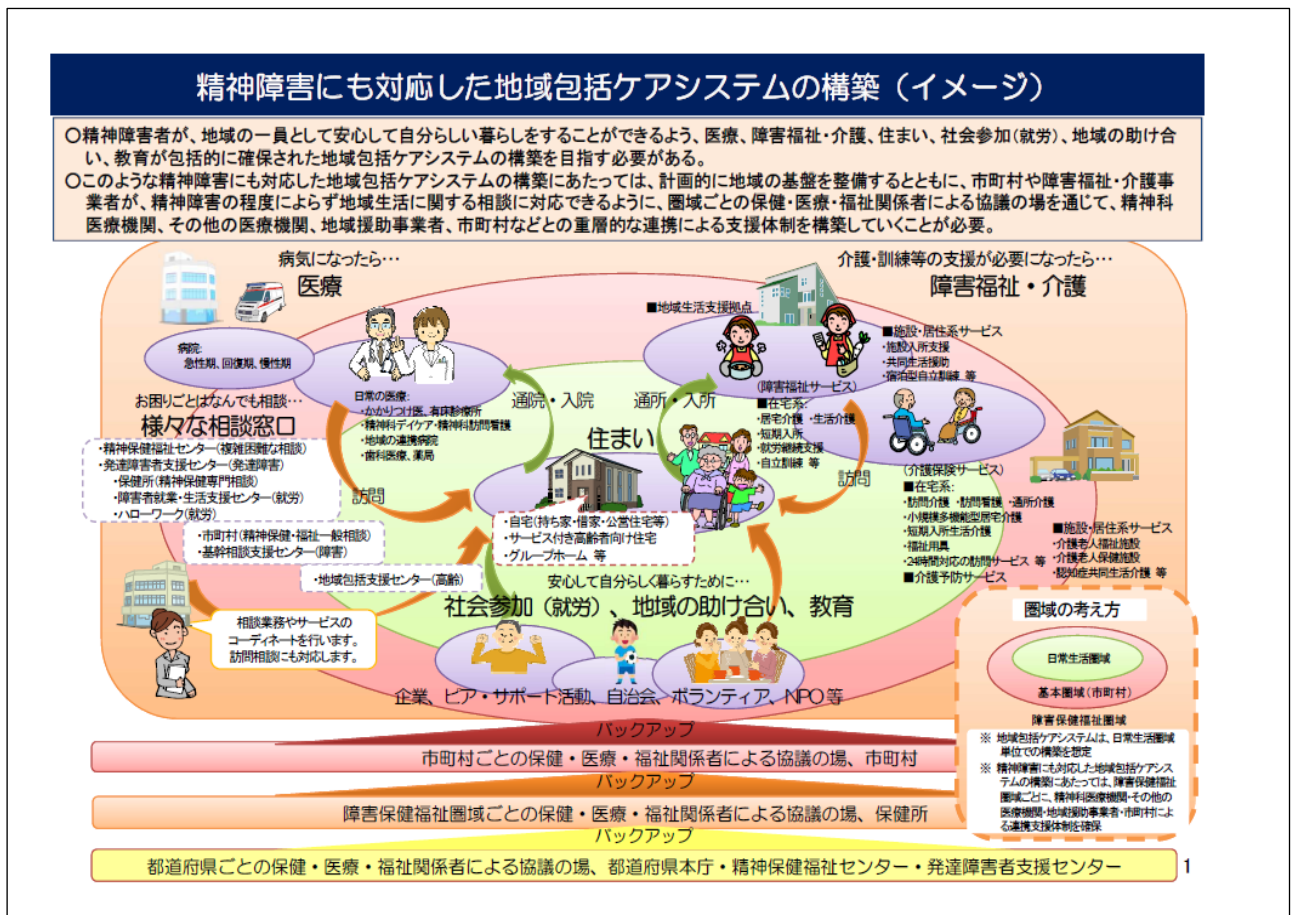 精神障害にも対応した地域包括ケアシステムの構築（イメージ）
○精神障害者が、地域の一員として安心して自分らしい暮らしをすることができるよう、医療、障害福祉・介護、住まい、社会参加（就労）、地域の助け合
い、教育が包括的に確保された地域包括ケアシステムの構築を目指す必要がある。
○このような精神障害にも対応した地域包括ケアシステムの構築にあたっては、計画的に地域の基盤を整備するとともに、市町村や障害福祉・介護事
業者が、精神障害の程度によらず地域生活に関する相談に対応できるように、圏域ごとの保健・医療・福祉関係者による協議の場を通じて、精神科
医療機関、その他の医療機関、地域援助事業者、市町村などとの重層的な連携による支援体制を構築していくことが必要。
病気になったら…
医療
病院:
急性期、回復期、慢性期
日常の医療:
・かかりつけ医、有床診療所
・精神科デイケア・精神科訪問看護
・地域の連携病院
・歯科医療、薬局
通院・入院
訪問
介護・訓練等の支援が必要になったら…
障害福祉・介護
■地域生活支援拠点
■施設・居住系サービス
・施設入所支援
・共同生活援助
・宿泊型自立訓練 等
（障害福祉サービス）
■在宅系:
・居宅介護 ・生活介護
・短期入所
・就労継続支援
・自立訓練 等
通所・入所
訪問
（介護保険サービス）
■在宅系:
・訪問介護 ・訪問看護 ・通所介護
・小規模多機能型居宅介護
・短期入所生活介護
・福祉用具
・24時間対応の訪問サービス 等
■介護予防サービス
■施設・居住系サービス
・介護老人福祉施設
・介護老人保健施設
・認知症共同生活介護 等
お困りごとはなんでも相談…
様々な相談窓口
・精神保健福祉センター（複雑困難な相談）
・発達障害者支援センター（発達障害）
・保健所（精神保健専門相談）
・障害者就業・生活支援センター（就労）
・ハローワーク（就労）
・市町村（精神保健・福祉一般相談）
・基幹相談支援センター（障害）
・地域包括支援センター（高齢）
相談業務やサービスの
コーディネートを行います。
訪問相談にも対応します。
住まい
・自宅（持ち家・借家・公営住宅等）
・サービス付き高齢者向け住宅
・グループホーム 等
安心して自分らしく暮らすために…
社会参加（就労）、地域の助け合い、教育
企業、ピア・サポート活動、自治会、ボランティア、NPO等
圏域の考え方
日常生活圏域
基本圏域（市町村）
障害保健福祉圏域
※ 地域包括ケアシステムは、日常生活圏域
単位での構築を想定
※ 精神障害にも対応した地域包括ケアシス
テムの構築にあたっては、障害保健福祉
圏域ごとに、精神科医療機関・その他の
医療機関・地域援助事業者・市町村によ
る連携支援体制を確保
バックアップ
市町村ごとの保健・医療・福祉関係者による協議の場、市町村
バックアップ
障害保健福祉圏域ごとの保健・医療・福祉関係者による協議の場、保健所
バックアップ
都道府県ごとの保健・医療・福祉関係者による協議の場、都道府県本庁・精神保健福祉センター・発達障害者支援センター
1